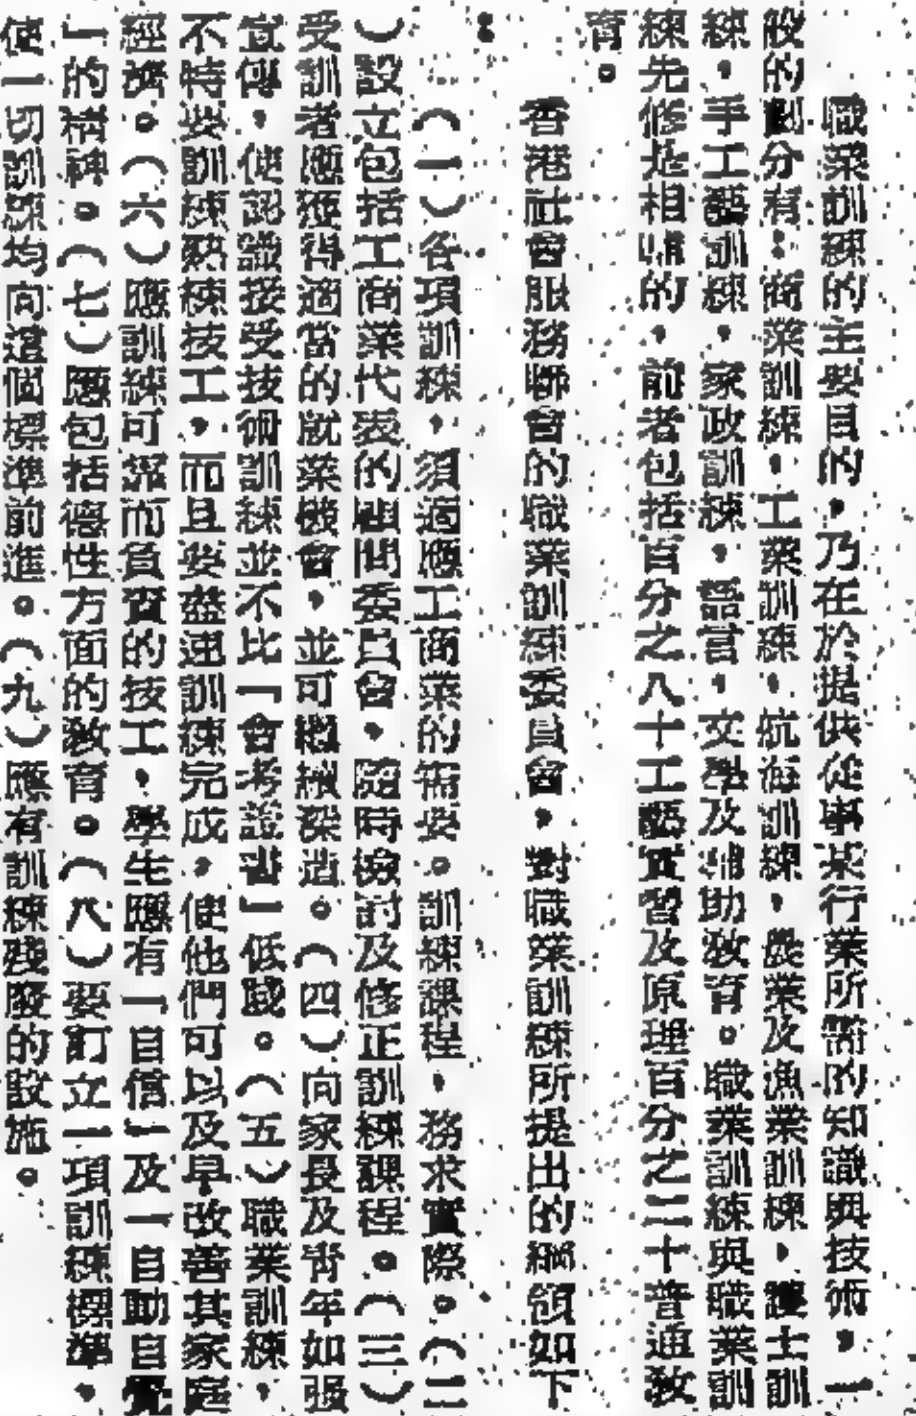 職業訓練的主要目的，乃在於提供從事某行業所需的知識與技術，一
般的劃分有：商業訓練，工業訓練，航海訓練，農業及漁業訓練，護士訓
練，手工藝訓練，家政訓練，語言，文學及補助教育。職業訓練與職業訓
練先修是相輔的，前者包括百分之八十工藝實習及原理百分之二十普通教
育。
香港社會服務聯會的職業訓練委員會，對職業訓練所提出的綱領如下
：
（一）各項訓練，須適應工商業的需要。訓練課程，務求實際。（二
）設立包括工商業代表的顧問委員會，隨時檢討及修正訓練課程。（三）
受訓者應獲得適當的就業機會，並可繼續深造。（四）向家長及青年加强
宣傳，使認識接受技術訓練並不比「會考證書」低賤。（五）職業訓練，
不特要訓練熟練技工，而且要盡速訓練完成，使他們可以及早改善其家庭
經濟。（六）應訓練可靠而負責的技工，學生應有「自信」及「自動自覺
」的精神。（七）應包括德性方面的教育。（八）要訂立一項訓練標準，
使一切訓練均向這個標準前進。（九）應有訓練殘廢的設施。